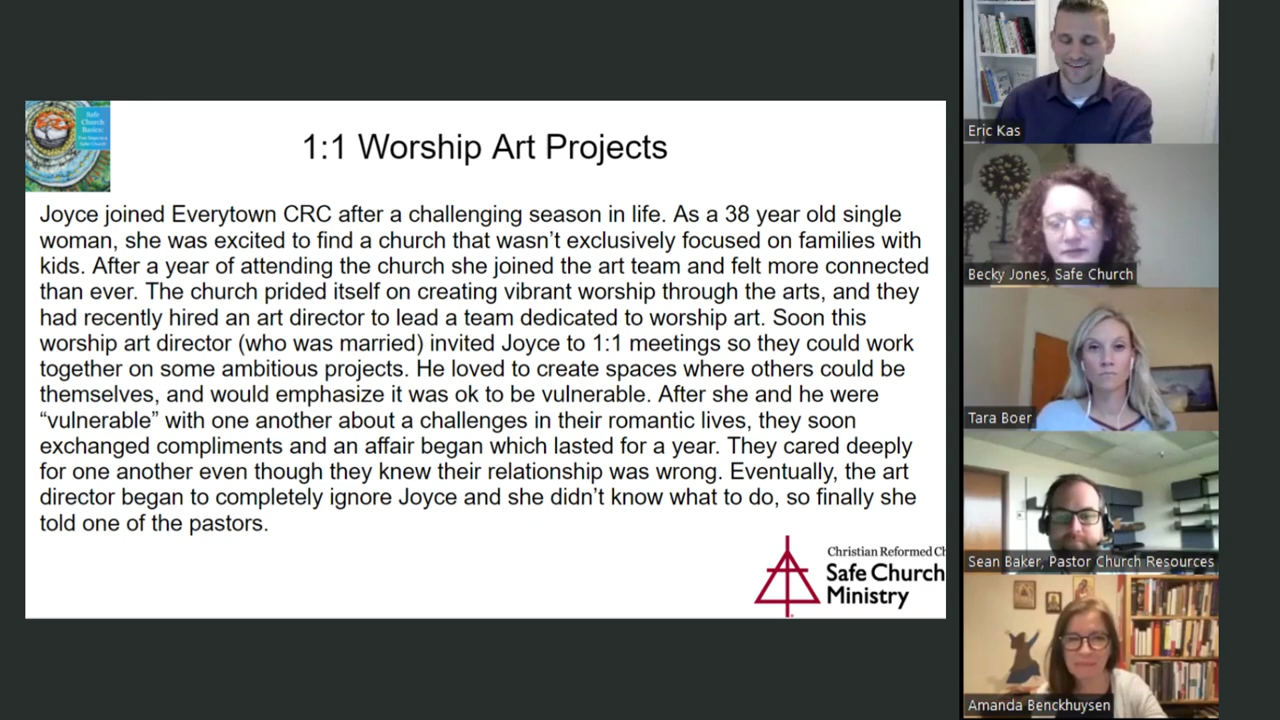 Safe
Church
Basics:
1:1 Worship Art Projects
Joyce joined Everytown CRC after a challenging season in life. As a 38 year old single
woman, she was excited to find a church that wasn’t exclusively focused on families with
kids. After a year of attending the church she joined the art team and felt more connected
than ever. The church prided itself on creating vibrant worship through the arts, and they
had recently hired an art director to lead a team dedicated to worship art. Soon this
worship art director (who was married) invited Joyce to 1:1 meetings so they could work
together on some ambitious projects. He loved to create spaces where others could be
themselves, and would emphasize it was ok to be vulnerable. After she and he were
“vulnerable” with one another about a challenges in their romantic lives, they soon
exchanged compliments and an affair began which lasted for a year. They cared deeply
for one another even though they knew their relationship was wrong. Eventually, the art
director began to completely ignore Joyce and she didn’t know what to do, so finally she
told one of the pastors.
Christian Reformed Ch
Safe Church
Ministry
Eric Kas
Becky Jones, Safe Church
Tara Boer
Sean Baker, Pastor Church Resources
Amanda Benckhuysen